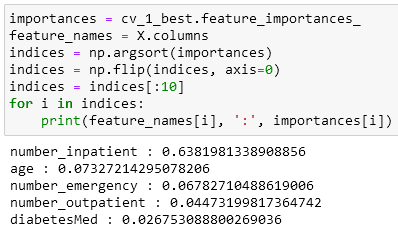 importances = cv_1_best.feature_importances_
feature_names = X.columns
indices = np.argsort(importances)
indices = np.flip(indices, axis=0)
indices = indices[:10]
for i in indices:
    print(feature_names[i], ':', importances[i])
number_inpatient : 0.6381981338908856
age : 0.07327214295078206
number_emergency : 0.06782710488619006
number_outpatient : 0.04473199817364742
diabetesMed : 0.026753088800269036